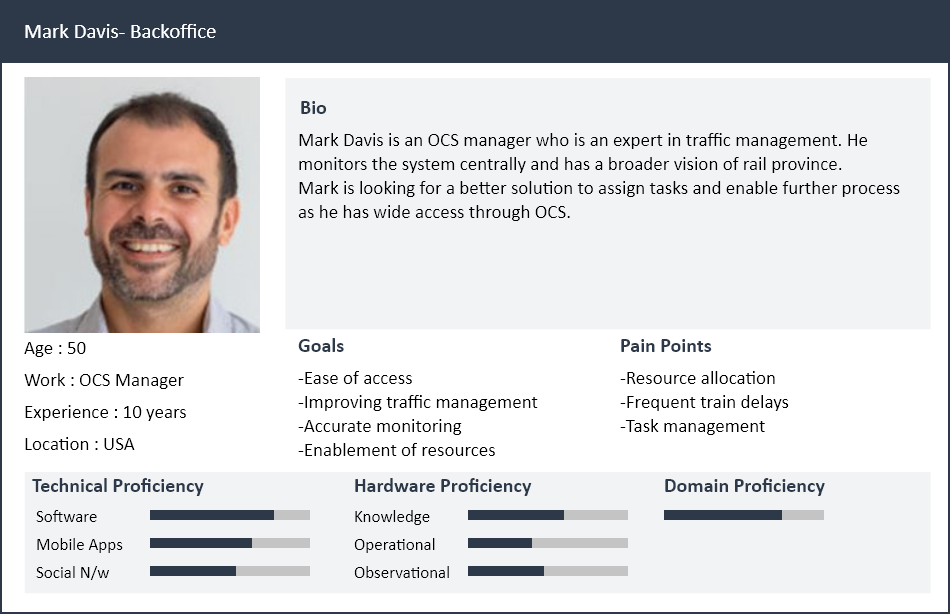 Mark Davis- Backoffice
Bio
Mark Davis is an OCS manager who is an expert in traffic management. He
monitors the system centrally and has a broader vision of rail province.
Mark is looking for a better solution to assign tasks and enable further process
as he has wide access through OCS.
Age : 50
Work : OCS Manager
Experience : 10 years
Location : USA
Goals
-Ease of access
-Improving traffic management
-Accurate monitoring
-Enablement of resources
Pain Points
-Resource allocation
-Frequent train delays
-Task management
Technical Proficiency
Software
Mobile Apps
Social N/w
Hardware Proficiency
Knowledge
Operational
Observational
Domain Proficiency